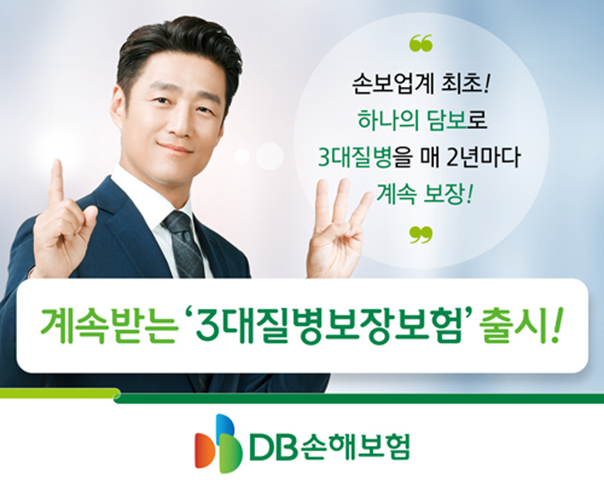 ❝
손보업계 최초!
하나의 담보로
3대질병을 매 2년마다
계속 보장!
❞
계속받는 ‘3대질병보장보험’ 출시!
DB손해보험